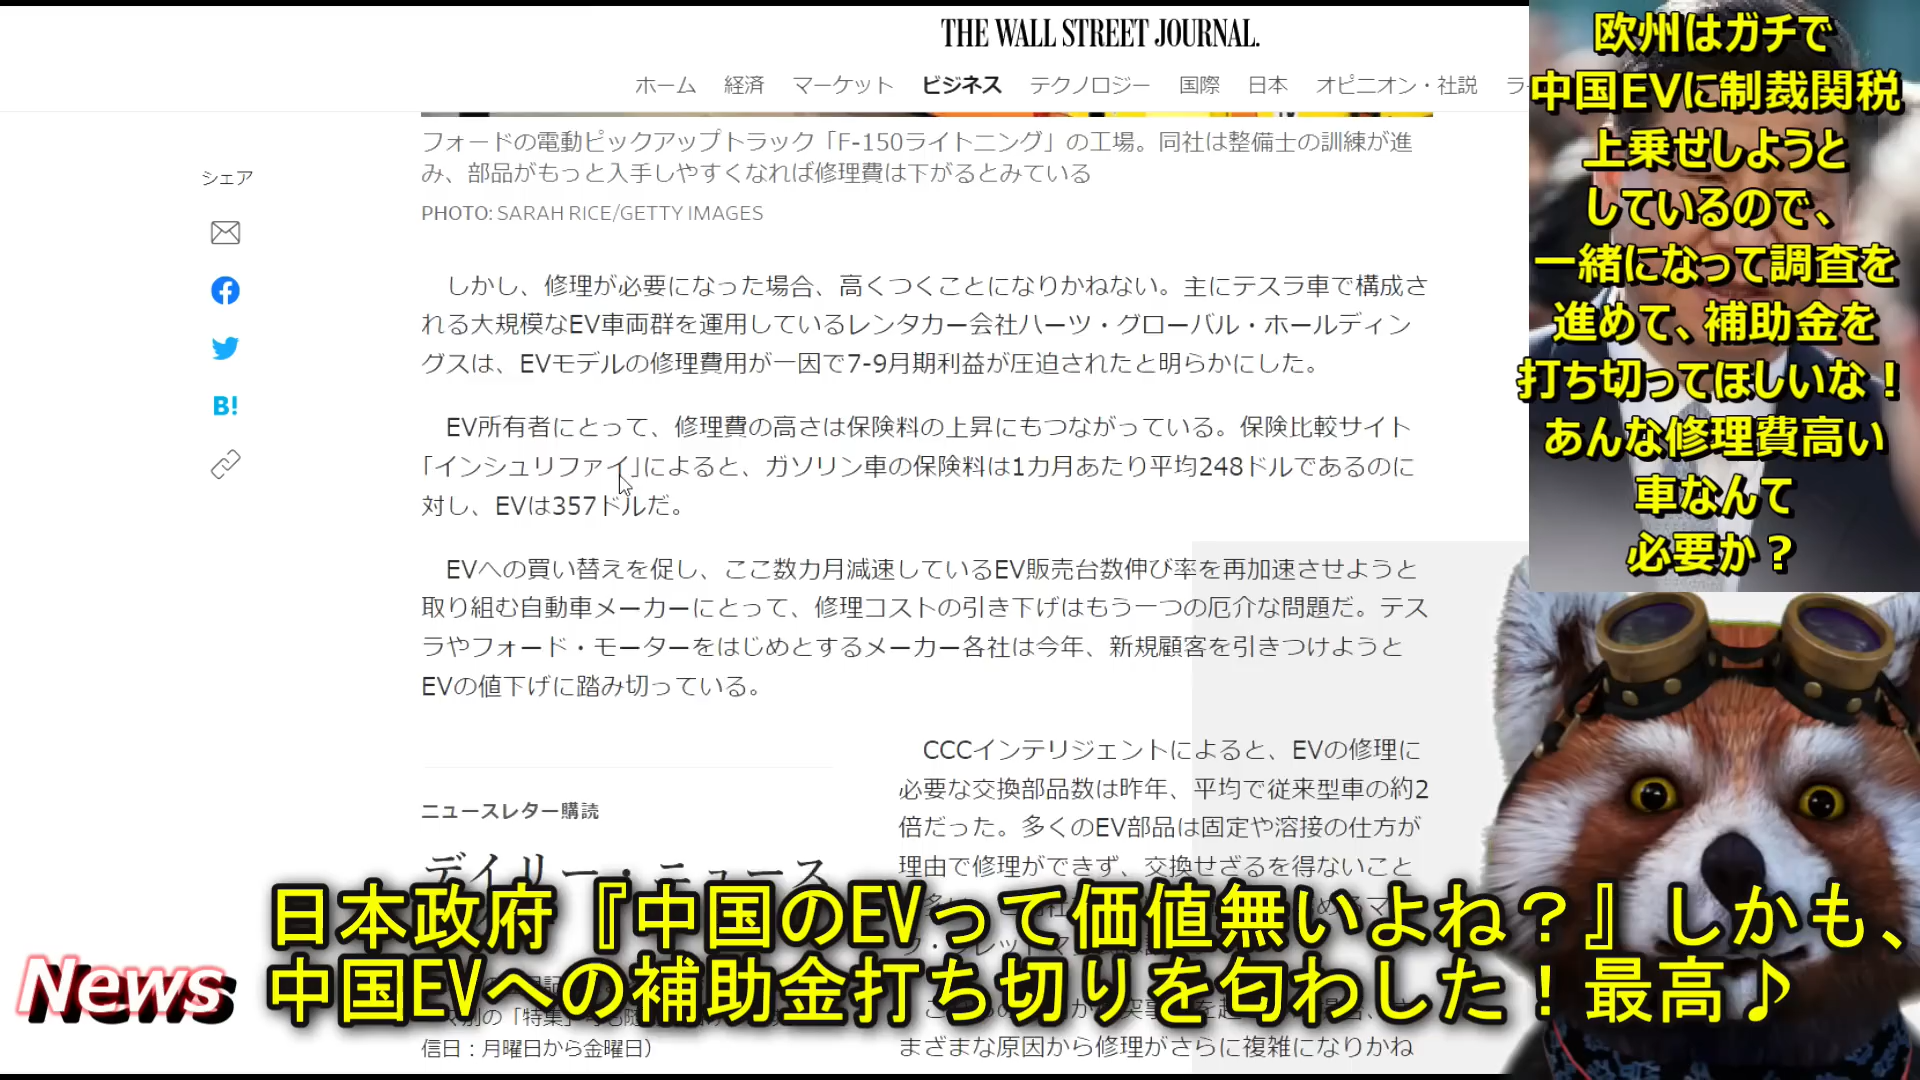 THE WALL STREET JOURNAL.
ホーム 経済 マーケット ビジネス テクノロジー 国際 日本 オピニオン・社説
フォードの電動ピックアップトラック「F-150ライトニング」の工場。同社は整備士の訓練が進
み、部品がもっと入手しやすくなれば修理費は下がるとみている
PHOTO: SARAH RICE/GETTY IMAGES
シェア
B!
しかし、修理が必要になった場合、高くつくことになりかねない。主にテスラ車で構成さ
れる大規模なEV車両群を運用しているレンタカー会社ハーツ・グローバル・ホールディン
グスは、EVモデルの修理費用が一因で7-9月期利益が圧迫されたと明らかにした。
EV所有者にとって、修理費の高さは保険料の上昇にもつながっている。保険比較サイト
「インシュリファイ」によると、ガソリン車の保険料は1カ月あたり平均248ドルであるのに
対し、EVは357ドルだ。
EVへの買い替えを促し、ここ数カ月減速しているEV販売台数伸び率を再加速させようと
取り組む自動車メーカーにとって、修理コストの引き下げはもう一つの厄介な問題だ。テス
ラやフォード・モーターをはじめとするメーカー各社は今年、新規顧客を引きつけようと
EVの値下げに踏み切っている。
ニュースレター購読
デイリー・ニュース
信日：月曜日から金曜日）
CCCインテリジェントによると、EVの修理に
必要な交換部品数は昨年、平均で従来型車の約2
倍だった。多くのEV部品は固定や溶接の仕方が
理由で修理ができず、交換せざるを得ないこと
まざまな原因から修理がさらに複雑になりかね
欧州はガチで
中国EVに制裁関税
上乗せしようと
しているので、
一緒になって調査を
進めて、補助金を
打ち切ってほしいな！
あんな修理費高い
車なんて
必要か？
News
日本政府『中国のEVって価値無いよね？』しかも、
中国EVへの補助金打ち切りを匂わした！最高♪